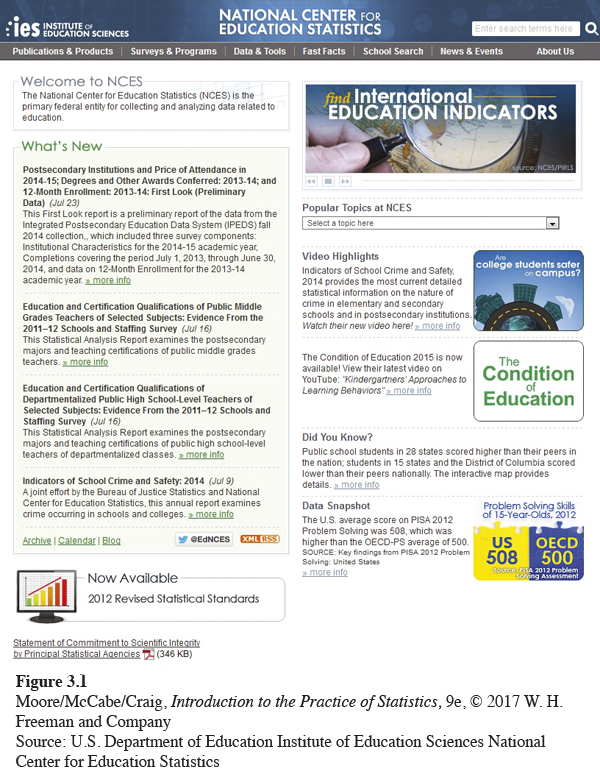 ies INSTITUTE OF
EDUCATION SCIENCES
NATIONAL CENTER FOR
EDUCATION STATISTICS
Enter search terms here
Publications & Products
Surveys & Programs
Data & Tools
Fast Facts
School Search
News & Events
About Us
Welcome to NCES
The National Center for Education Statistics (NCES) is the
primary federal entity for collecting and analyzing data related to
education.
What's New
Postsecondary Institutions and Price of Attendance in
2014-15; Degrees and Other Awards Conferred: 2013-14; and
12-Month Enrollment: 2013-14: First Look (Preliminary
Data) (Jul 23)
This First Look report is a preliminary report of the data from the
Integrated Postsecondary Education Data System (IPEDS) fall
2014 collection,, which included three survey components:
Institutional Characteristics for the 2014-15 academic year,
Completions covering the period July 1, 2013, through June 30,
2014, and data on 12-Month Enrollment for the 2013-14
academic year. » more info
Education and Certification Qualifications of Public Middle
Grades Teachers of Selected Subjects: Evidence From the
2011–12 Schools and Staffing Survey (Jul 16)
This Statistical Analysis Report examines the postsecondary
majors and teaching certifications of public middle grades
teachers. » more info
Education and Certification Qualifications of
Departmentalized Public High School-Level Teachers of
Selected Subjects: Evidence From the 2011–12 Schools and
Staffing Survey (Jul 16)
This Statistical Analysis Report examines the postsecondary
majors and teaching certifications of public high school-level
teachers of departmentalized classes. » more info
Indicators of School Crime and Safety: 2014 (Jul 9)
A joint effort by the Bureau of Justice Statistics and National
Center for Education Statistics, this annual report examines
crime occurring in schools and colleges. » more info
Archive | Calendar | Blog
@EdNCES
XML RSS
Now Available
2012 Revised Statistical Standards
Statement of Commitment to Scientific Integrity
by Principal Statistical Agencies (346 KB)
find International
EDUCATION INDICATORS
source: NCES/PIRLS
Popular Topics at NCES
Select a topic here
Video Highlights
Indicators of School Crime and Safety,
2014 provides the most current detailed
statistical information on the nature of
crime in elementary and secondary
schools and in postsecondary institutions.
Watch their new video here! » more info
Are
college students safer
on campus?
The Condition of Education 2015 is now
available! View their latest video on
YouTube: "Kindergartners' Approaches to
Learning Behaviors" » more info
The
Condition
of
Education
Did You Know?
Public school students in 28 states scored higher than their peers in
the nation; students in 15 states and the District of Columbia scored
lower than their peers nationally. The interactive map provides
details. » more info
Data Snapshot
The U.S. average score on PISA 2012
Problem Solving was 508, which was
higher than the OECD-PS average of 500.
SOURCE: Key findings from PISA 2012 Problem
Solving: United States
» more info
Problem Solving Skills
of 15-Year-Olds, 2012
US
508
OECD
500
Source: PISA 2012 Problem
Solving Assessment
Figure 3.1
Moore/McCabe/Craig, Introduction to the Practice of Statistics, 9e, © 2017 W. H.
Freeman and Company
Source: U.S. Department of Education Institute of Education Sciences National
Center for Education Statistics